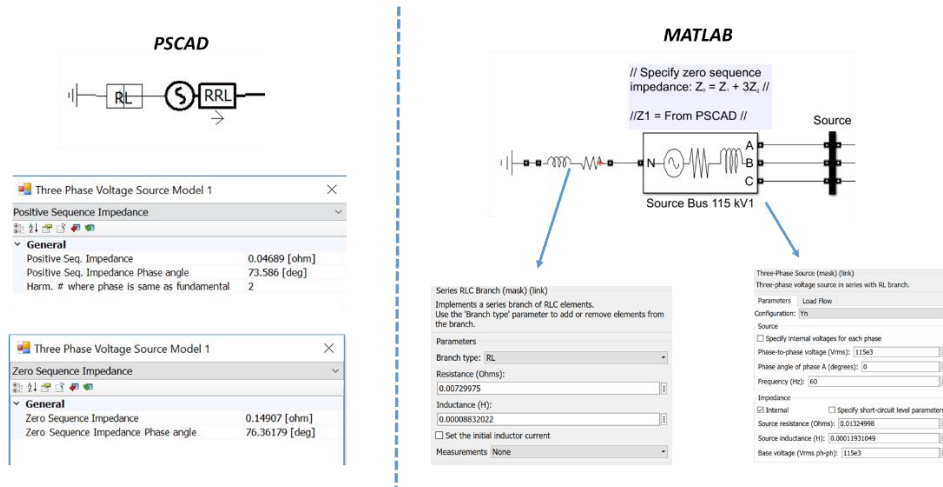 PSCAD
RL
RRL
Three Phase Voltage Source Model 1
Positive Sequence Impedance
General
Positive Seq. Impedance 0.04689 [ohm]
Positive Seq. Impedance Phase angle 73.586 [deg]
Harm. # where phase is same as fundamental 2
Three Phase Voltage Source Model 1
Zero Sequence Impedance
General
Zero Sequence Impedance 0.14907 [ohm]
Zero Sequence Impedance Phase angle 76.36179 [deg]
MATLAB
// Specify zero sequence
impedance: Z₀ = Z₁ + 3Zₙ //
//Z1 = From PSCAD //
Source
N
A
B
C
Source Bus 115 kV1
Series RLC Branch (mask) (link)
Implements a series branch of RLC elements.
Use the 'Branch type' parameter to add or remove elements from
the branch.
Parameters
Branch type: RL
Resistance (Ohms):
0.00729975
Inductance (H):
0.00008832022
Set the initial inductor current
Measurements None
Three-Phase Source (mask) (link)
Three-phase voltage source in series with RL branch.
Parameters Load Flow
Configuration: Yn
Source
Specify internal voltages for each phase
Phase-to-phase voltage (Vrms): 115e3
Phase angle of phase A (degrees): 0
Frequency (Hz): 60
Impedance
Internal Specify short-circuit level parameters
Source resistance (Ohms): 0.01324998
Source inductance (H): 0.00011931049
Base voltage (Vrms ph-ph): 115e3